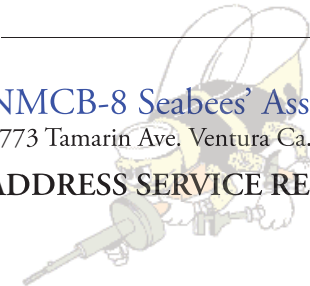 NMCB-8 Seabees’ Ass
773 Tamarin Ave. Ventura Ca.
ADDRESS SERVICE RE